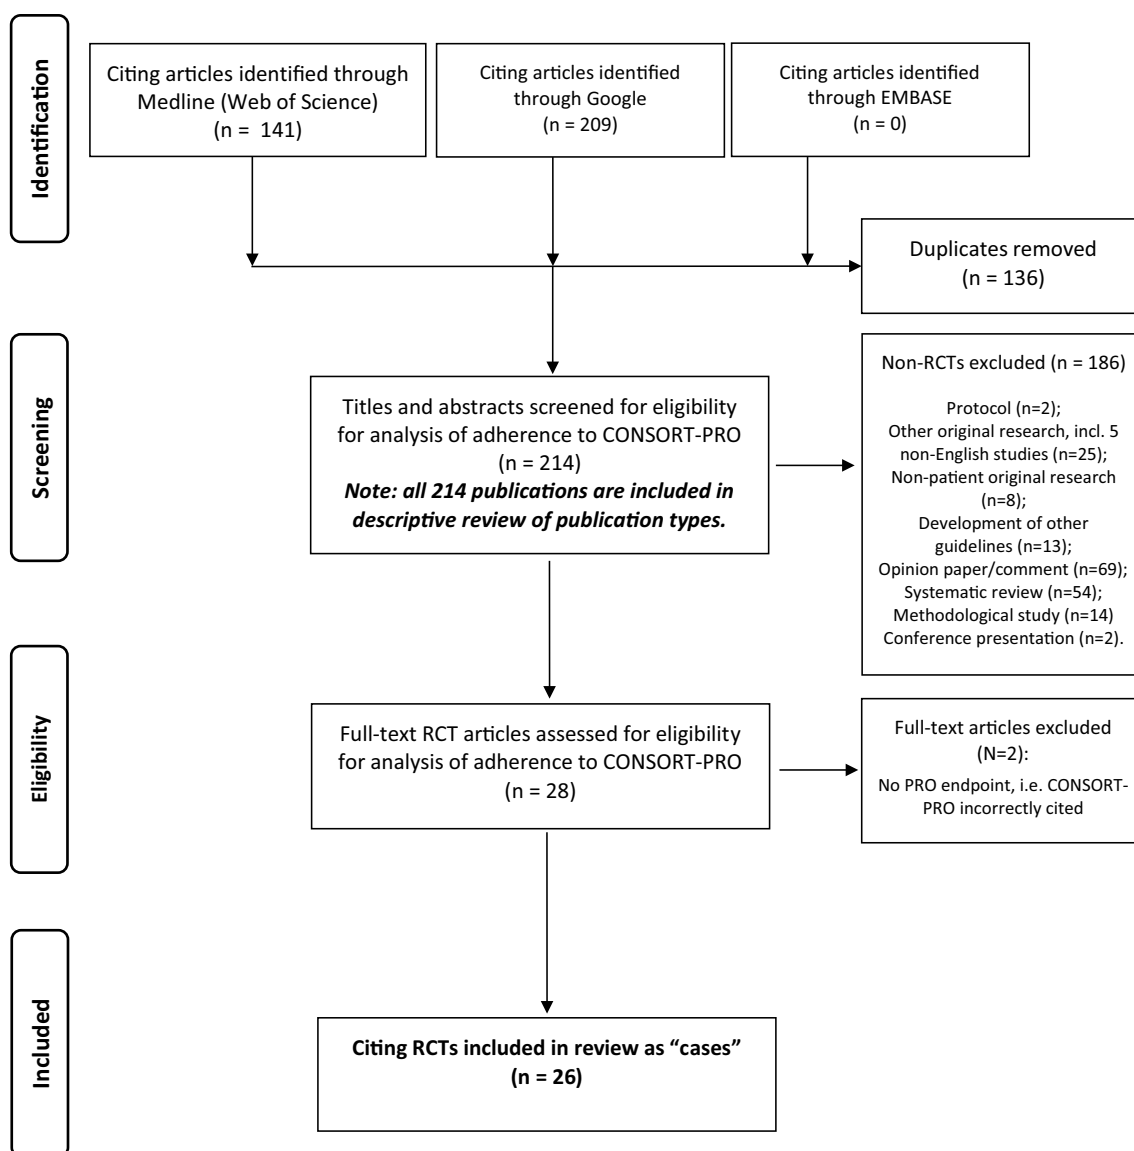 Identification
Citing articles identified through
Medline (Web of Science)
(n =  141)
Citing articles identified
through Google
(n = 209)
Citing articles identified
through EMBASE
(n = 0)
Duplicates removed
(n = 136)
Screening
Titles and abstracts screened for eligibility
for analysis of adherence to CONSORT-PRO
(n = 214)
Note: all 214 publications are included in
descriptive review of publication types.
Non-RCTs excluded (n = 186)
Protocol (n=2);
Other original research, incl. 5
non-English studies (n=25);
Non-patient original research
(n=8);
Development of other
guidelines (n=13);
Opinion paper/comment (n=69);
Systematic review (n=54);
Methodological study (n=14)
Conference presentation (n=2).
Eligibility
Full-text RCT articles assessed for eligibility
for analysis of adherence to CONSORT-PRO
(n = 28)
Full-text articles excluded
(N=2):
No PRO endpoint, i.e. CONSORT-
PRO incorrectly cited
Included
Citing RCTs included in review as “cases”
(n = 26)